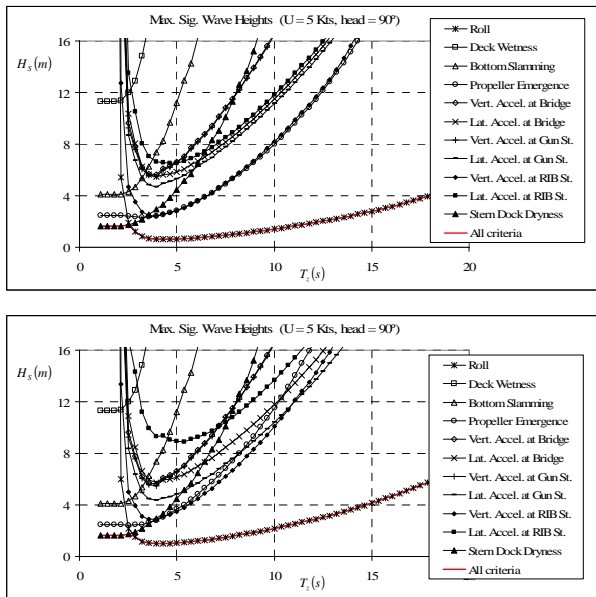 Max. Sig. Wave Heights (U = 5 Kts, head = 90º)
16
H_S(m)
12
8
4
0
0
5
10
15
20
T_z(s)
Roll
Deck Wetness
Bottom Slamming
Propeller Emergence
Vert. Accel. at Bridge
Lat. Accel. at Bridge
Vert. Accel. at Gun St.
Lat. Accel. at Gun St.
Vert. Accel. at RIB St.
Lat. Accel. at RIB St.
Stern Dock Dryness
All criteria
Max. Sig. Wave Heights (U = 5 Kts, head = 90º)
16
H_S(m)
12
8
4
0
0
5
10
15
20
T_z(s)
Roll
Deck Wetness
Bottom Slamming
Propeller Emergence
Vert. Accel. at Bridge
Lat. Accel. at Bridge
Vert. Accel. at Gun St.
Lat. Accel. at Gun St.
Vert. Accel. at RIB St.
Lat. Accel. at RIB St.
Stern Dock Dryness
All criteria